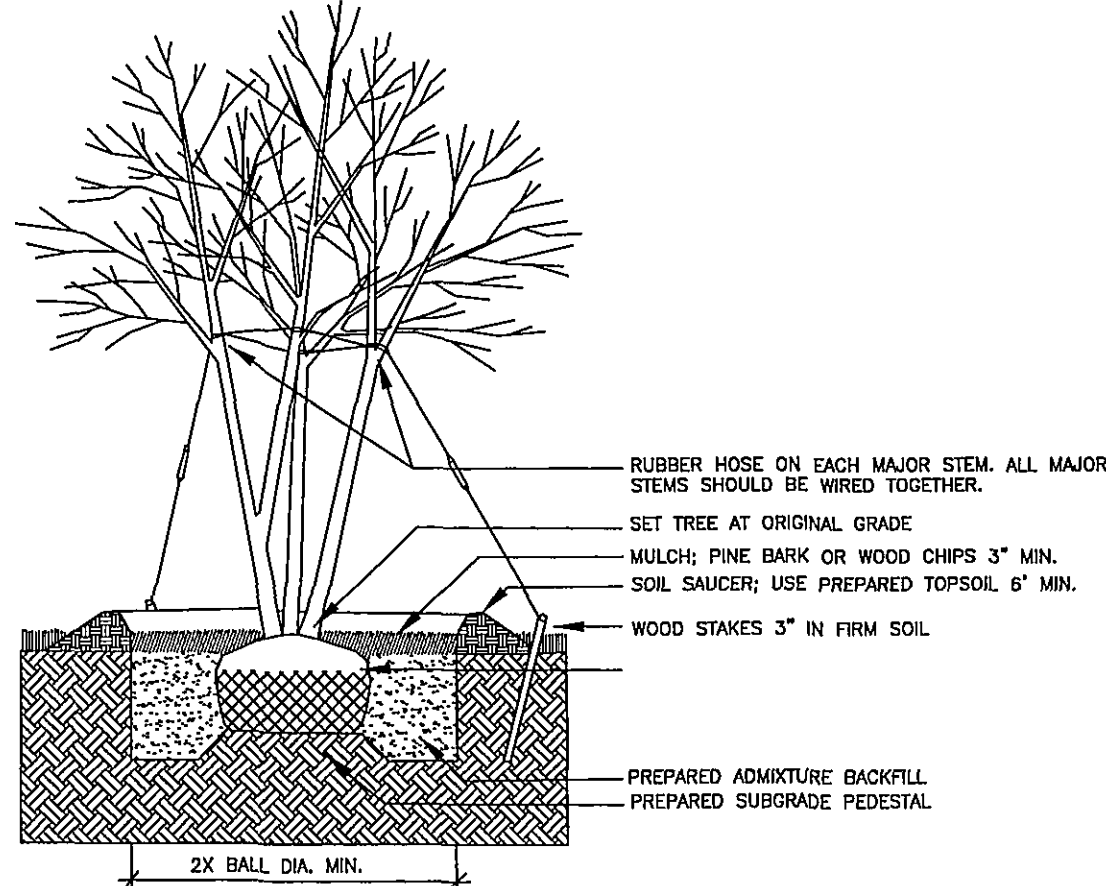 RUBBER HOSE ON EACH MAJOR STEM. ALL MAJOR
STEMS SHOULD BE WIRED TOGETHER.
SET TREE AT ORIGINAL GRADE
MULCH; PINE BARK OR WOOD CHIPS 3" MIN.
SOIL SAUCER; USE PREPARED TOPSOIL 6' MIN.
WOOD STAKES 3" IN FIRM SOIL
PREPARED ADMIXTURE BACKFILL
PREPARED SUBGRADE PEDESTAL
2X BALL DIA. MIN.